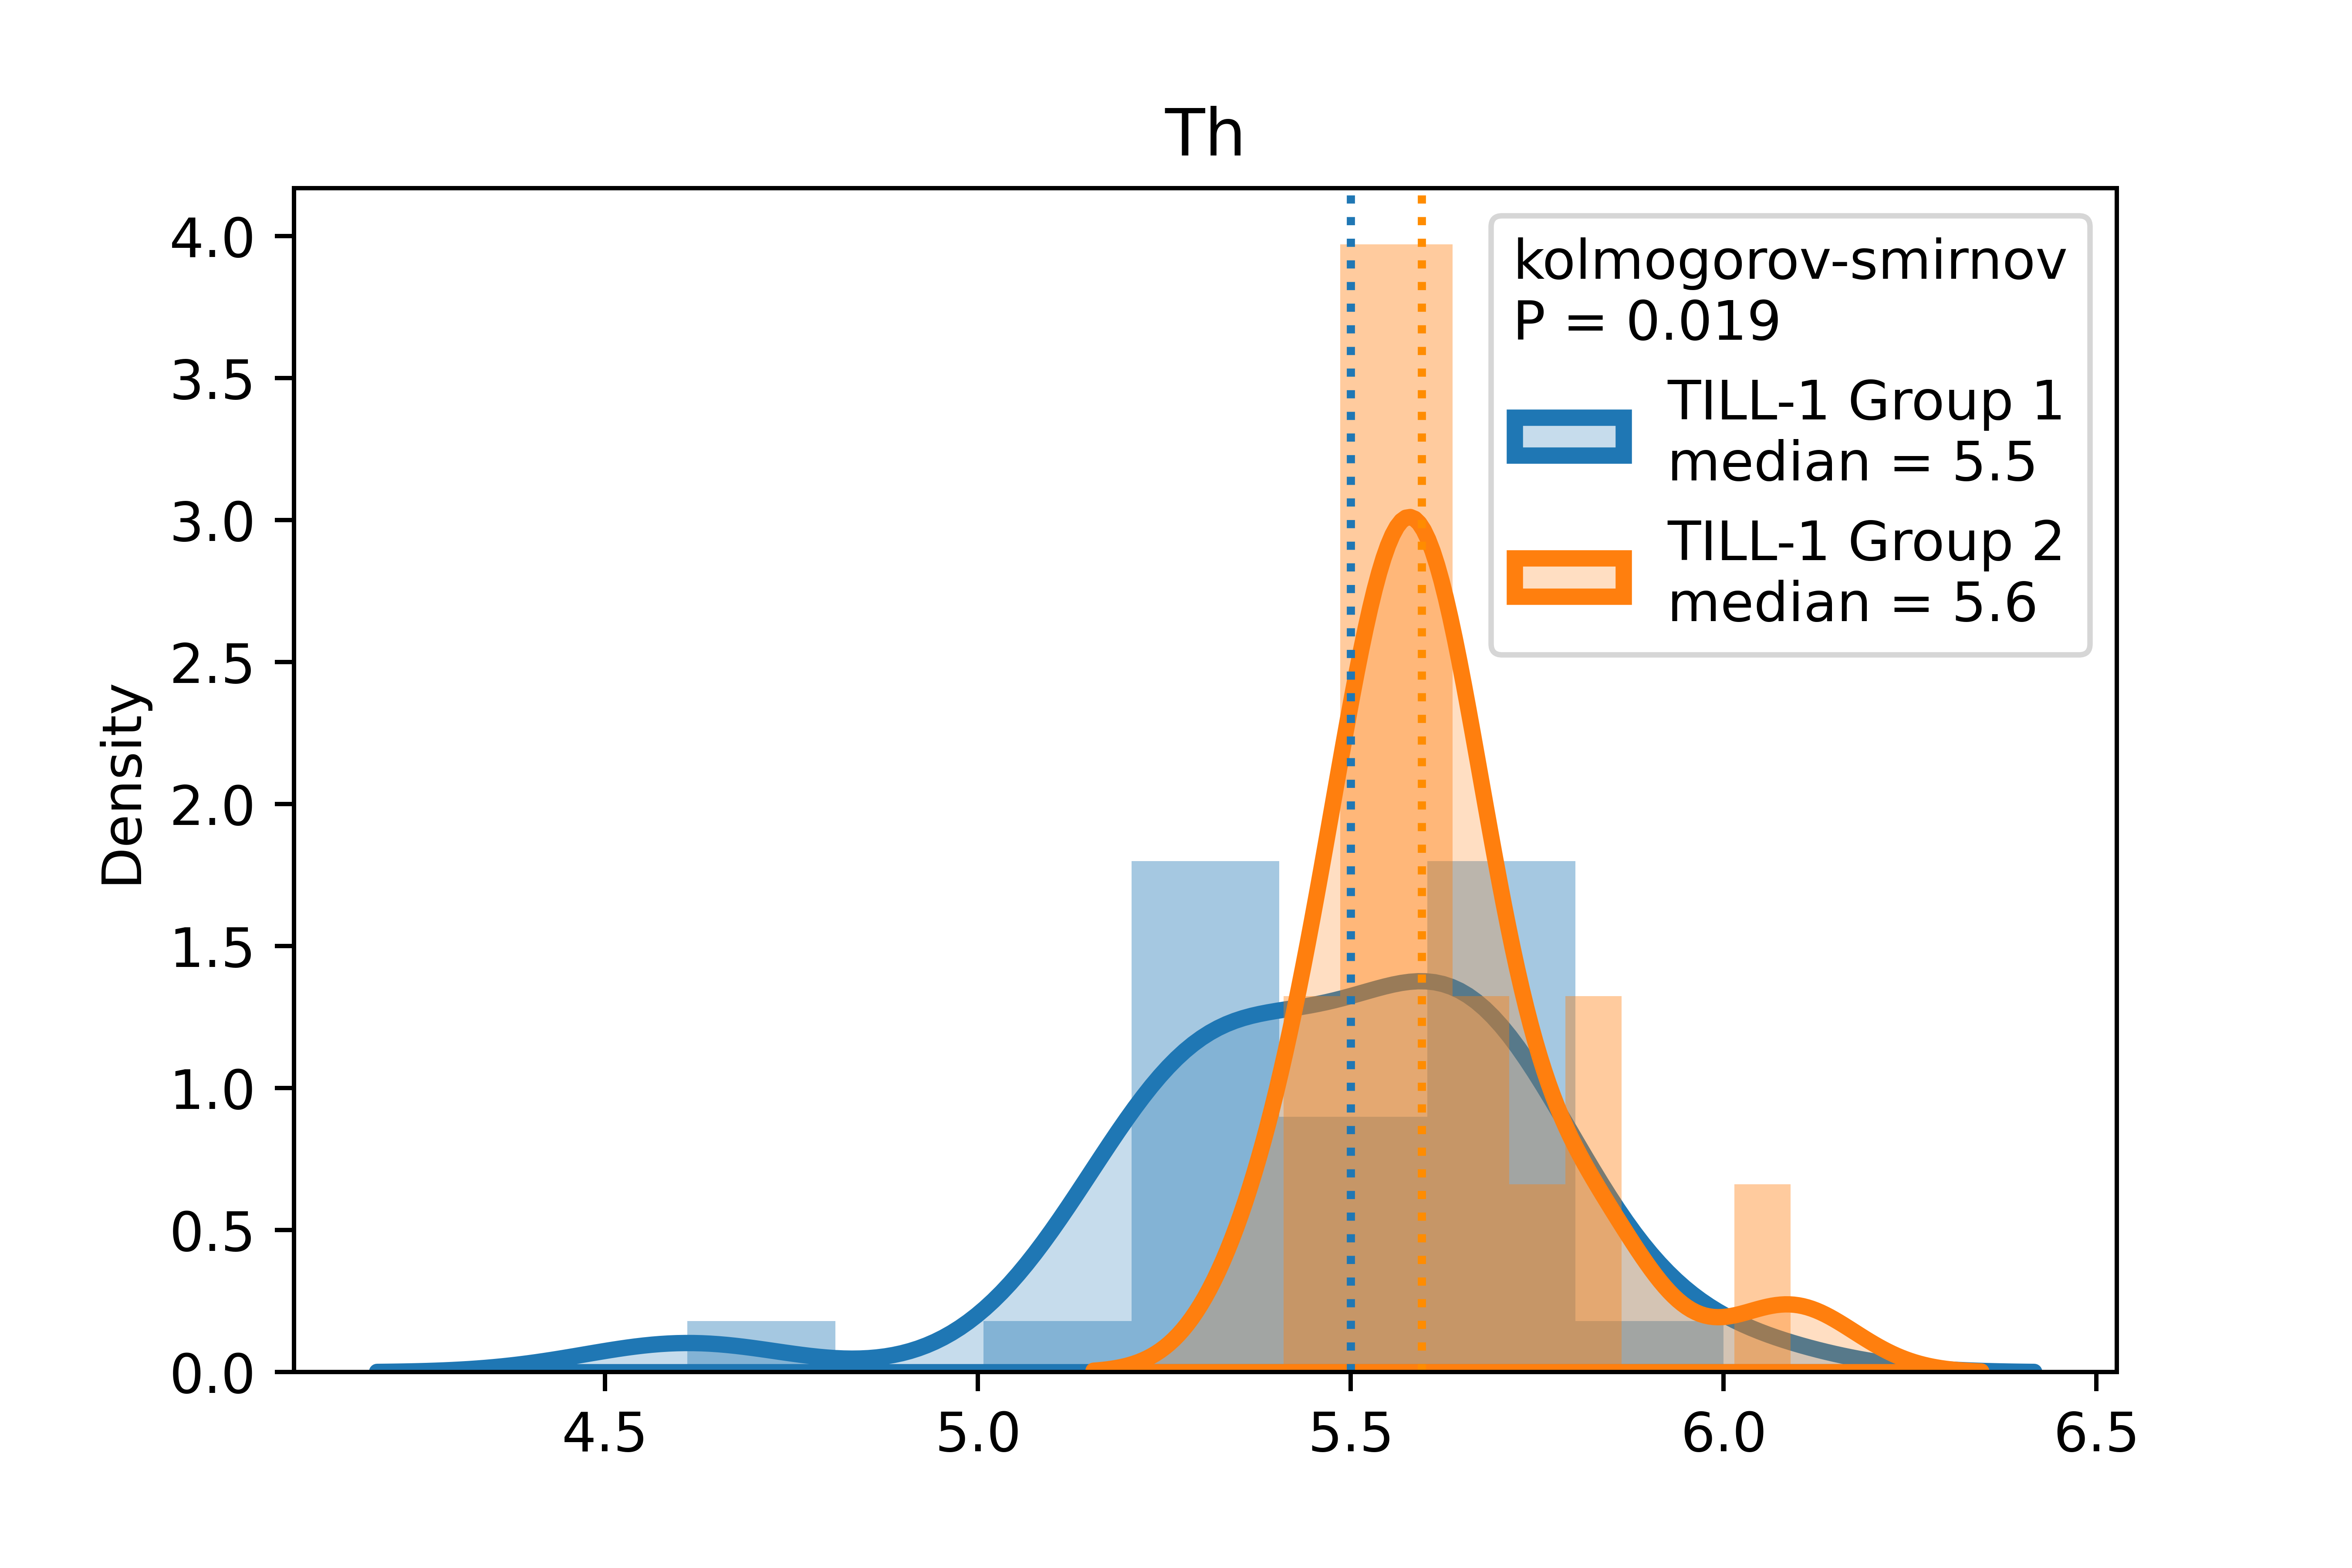 Th
4.0
3.5
3.0
2.5
2.0
1.5
1.0
0.5
0.0
Density
kolmogorov-smirnov
P = 0.019
TILL-1 Group 1
median = 5.5
TILL-1 Group 2
median = 5.6
4.5
5.0
5.5
6.0
6.5